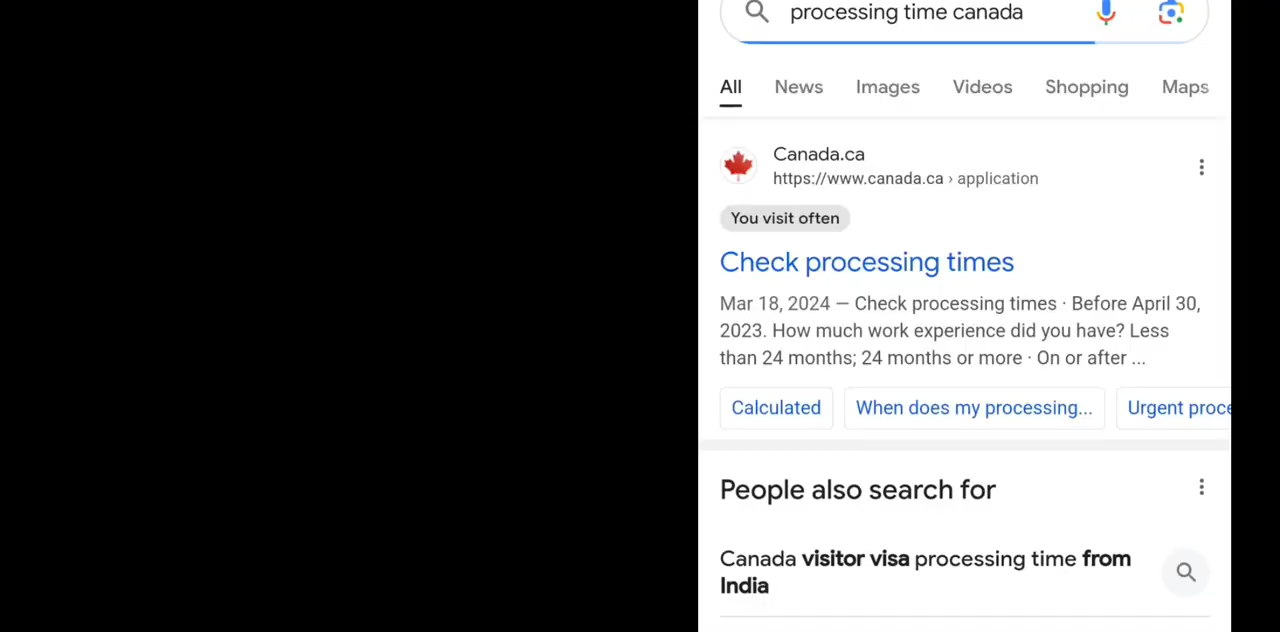 processing time canada
All News Images Videos Shopping Maps
Canada.ca
https://www.canada.ca › application
You visit often
Check processing times
Mar 18, 2024 — Check processing times · Before April 30,
2023. How much work experience did you have? Less
than 24 months; 24 months or more · On or after ...
Calculated When does my processing... Urgent proce
People also search for
Canada visitor visa processing time from
India